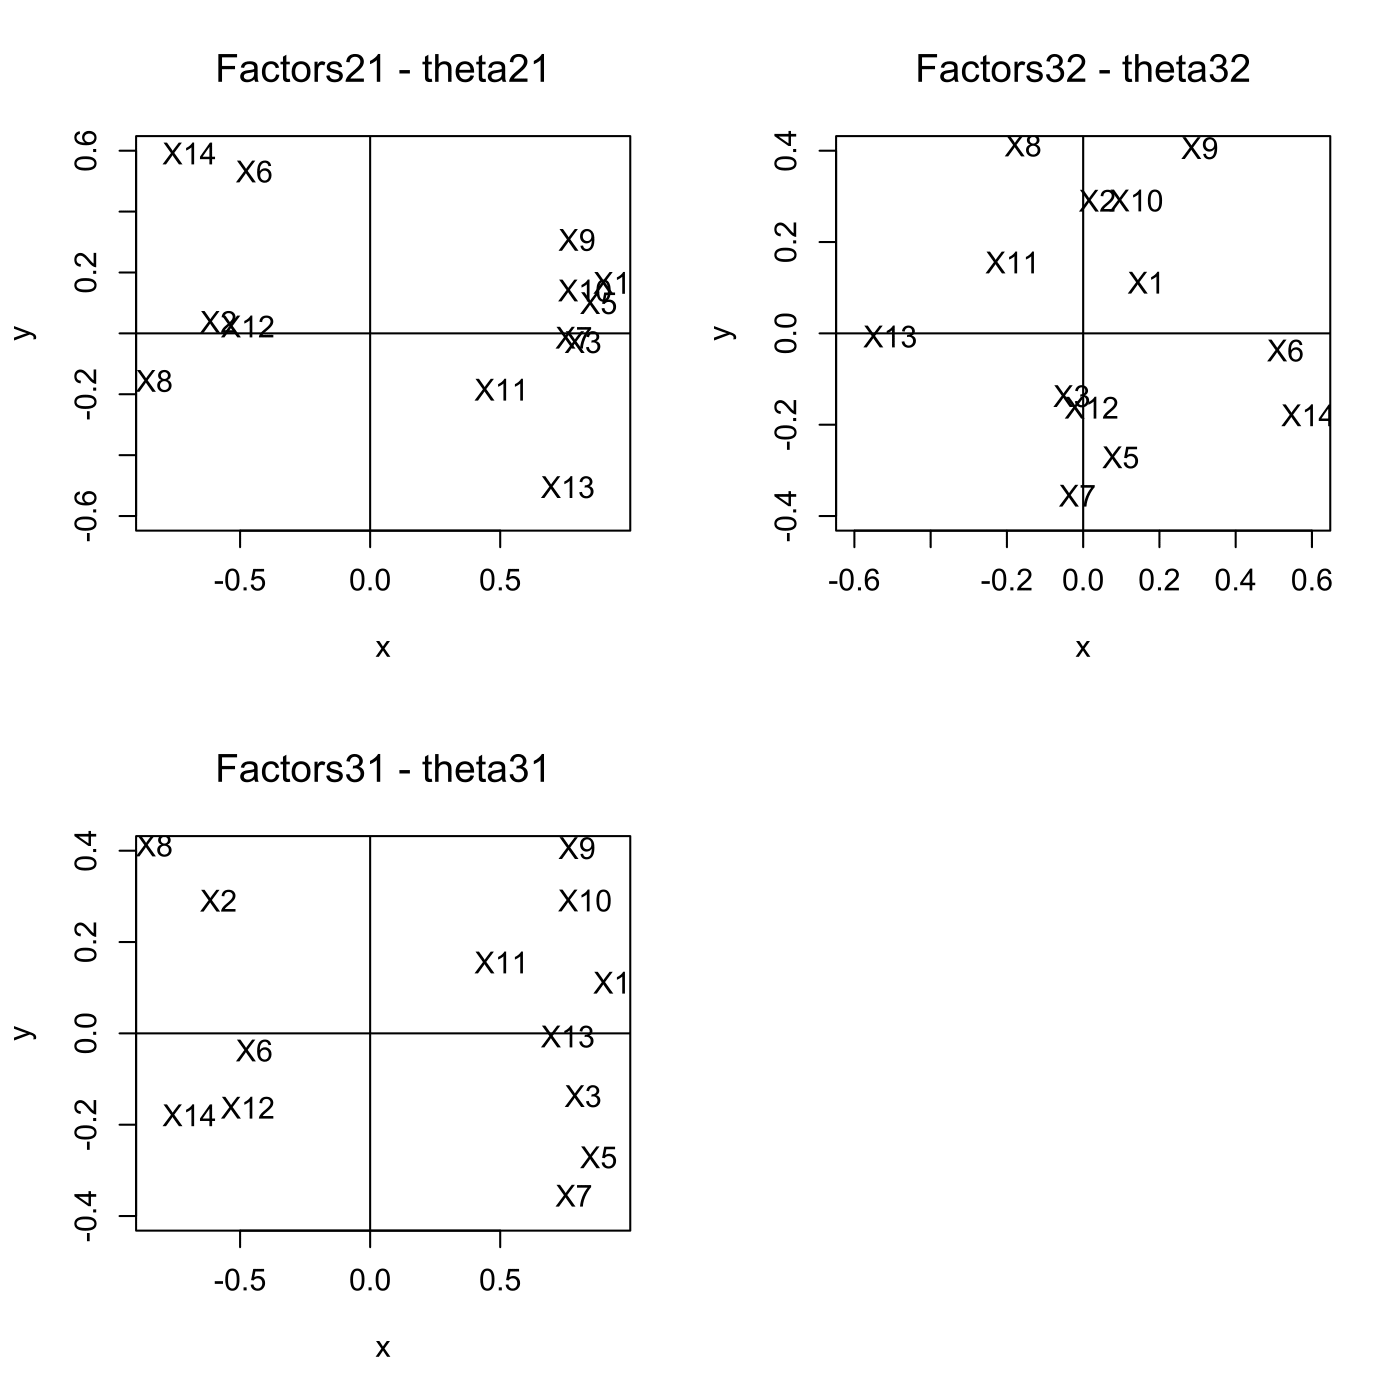 Factors21 - theta21
y
0.6
0.2
-0.2
-0.6
X14
X6
X9
X1
X10
X5
X2
X12
X7
X3
X8
X11
X13
-0.5 0.0 0.5
x
Factors32 - theta32
y
0.4
0.2
0.0
-0.2
-0.4
X8
X9
X2
X10
X11
X1
X13
X6
X3
X12
X14
X5
X7
-0.6 -0.2 0.0 0.2 0.4 0.6
x
Factors31 - theta31
y
0.4
0.2
0.0
-0.2
-0.4
X8
X9
X2
X10
X11
X1
X13
X6
X3
X14
X12
X5
X7
-0.5 0.0 0.5
x